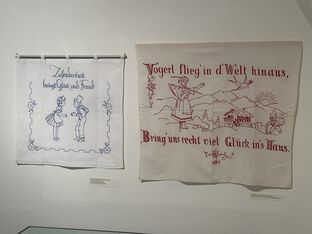 Zufriedenheit
bringt Glück und Freud
Vogerl flieg' in d' Welt hinaus,
Bring' uns recht viel Glück in's Haus.